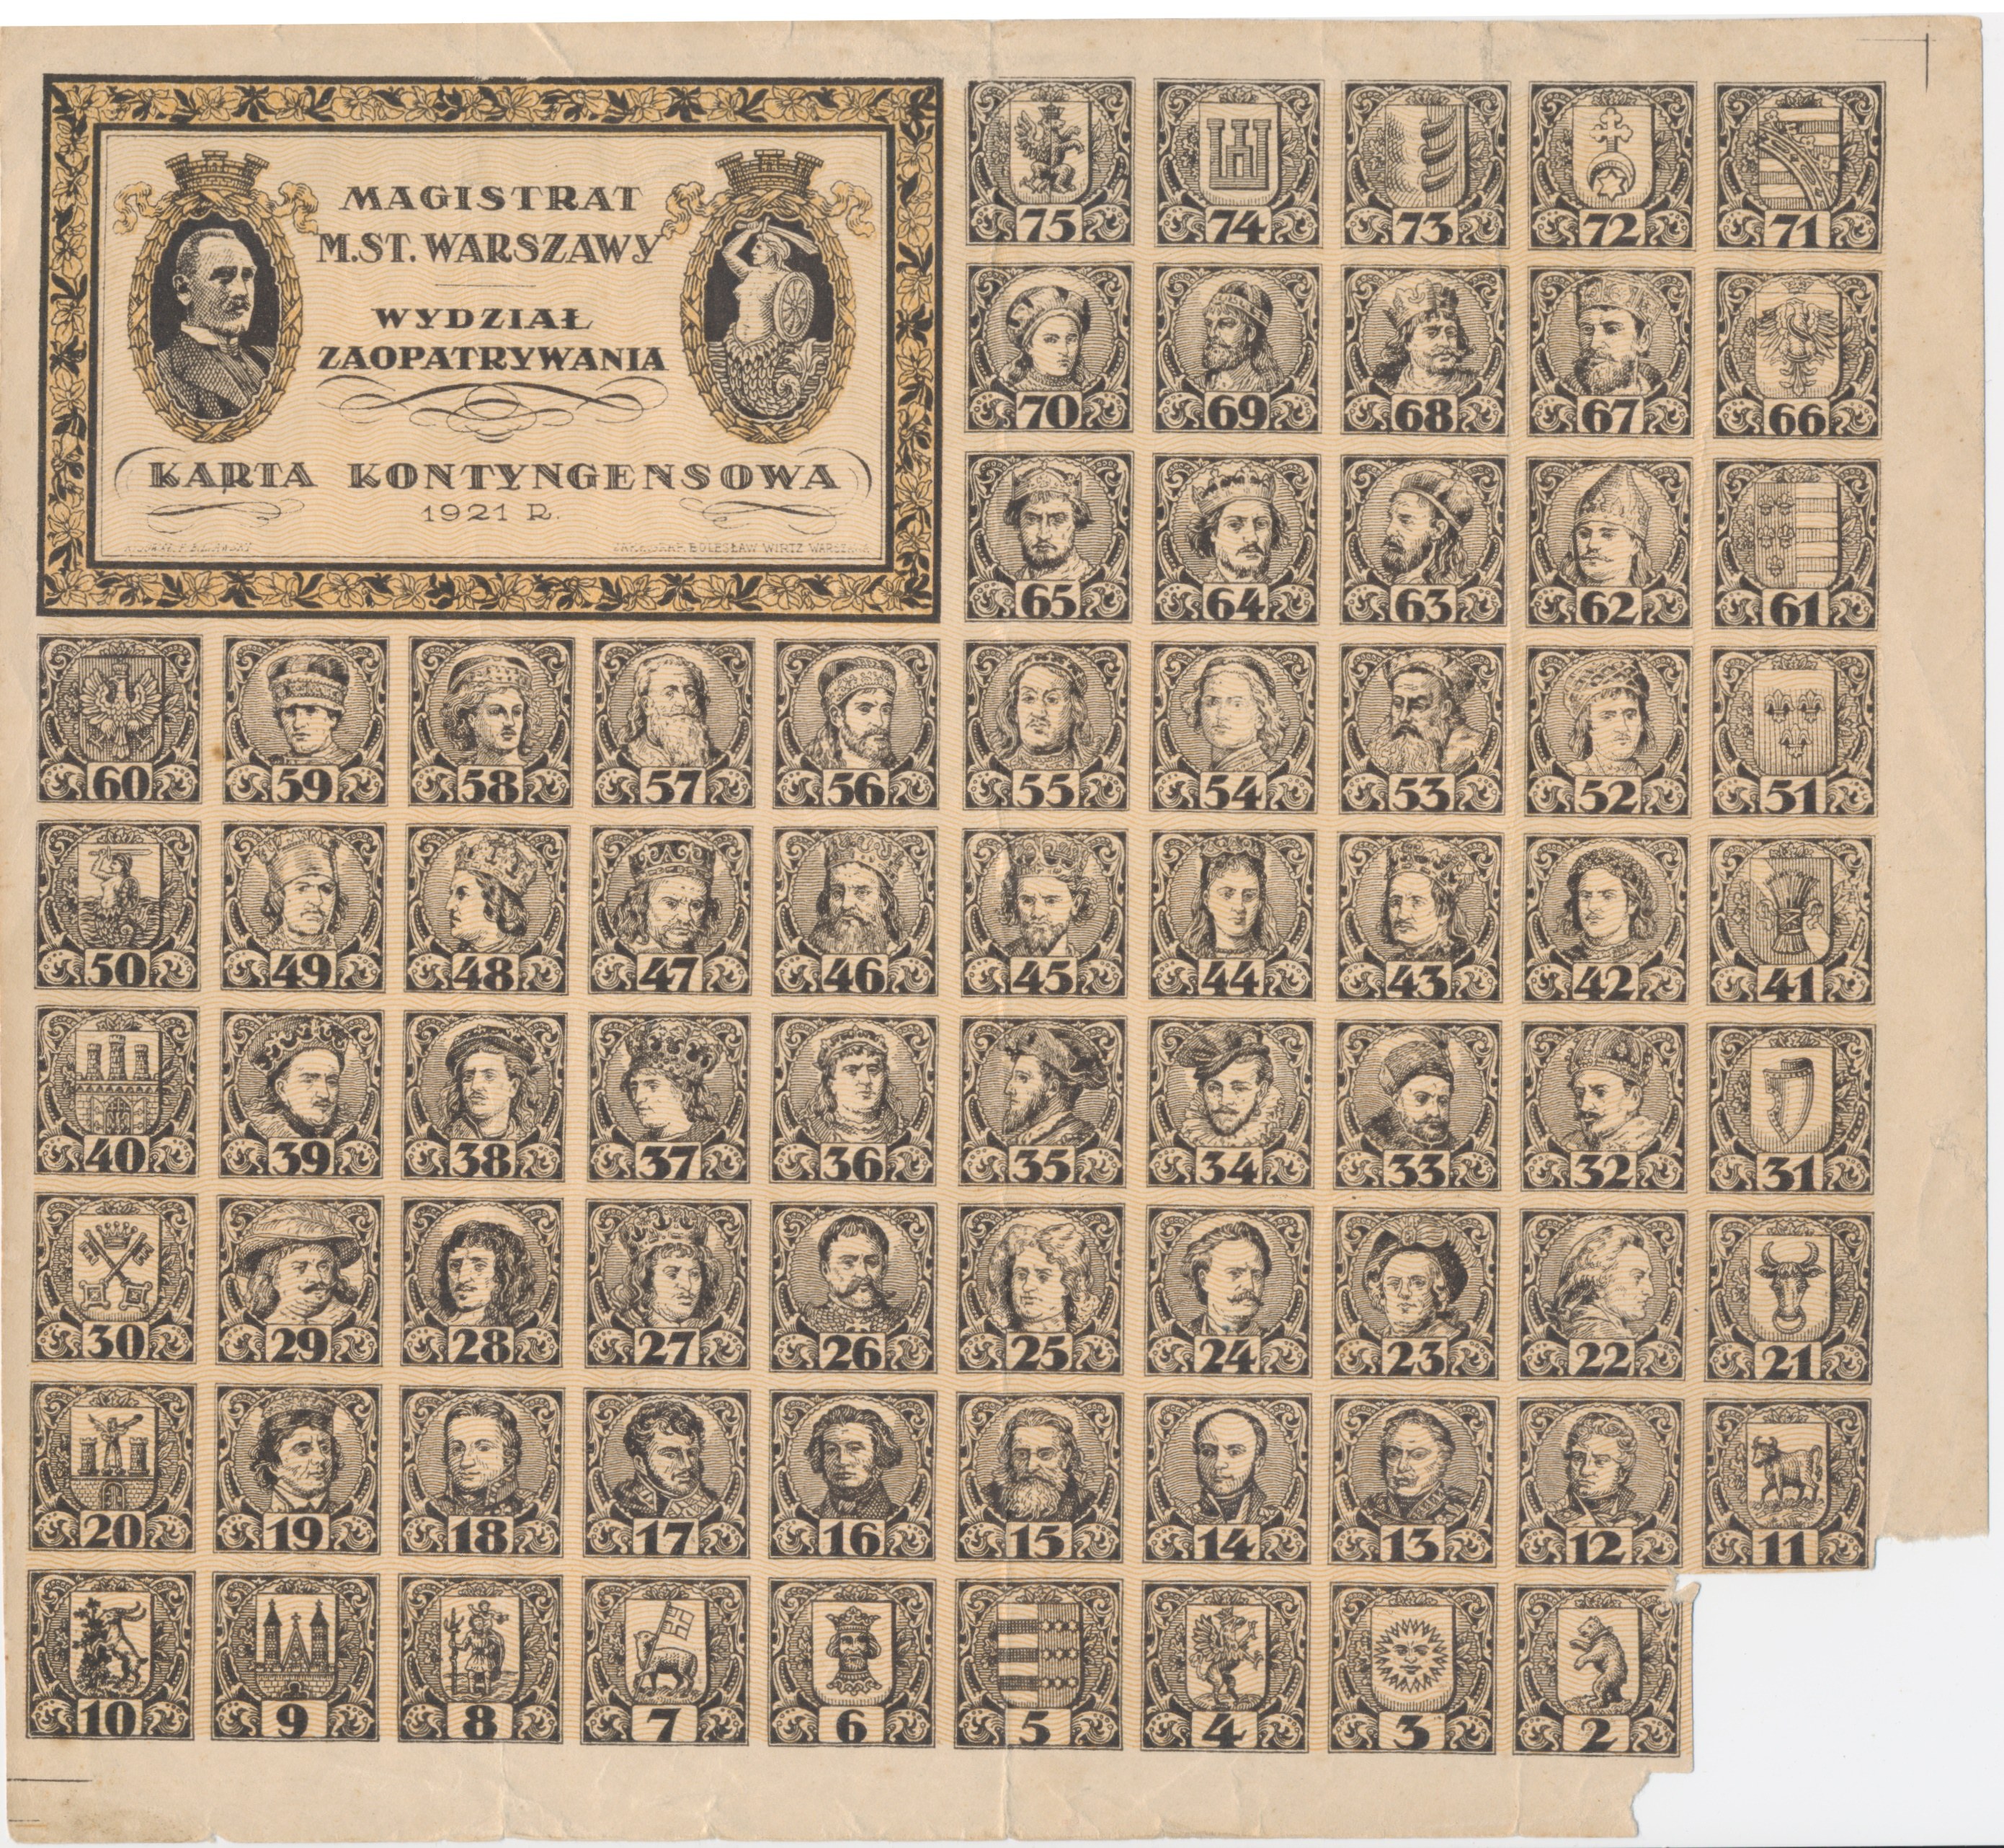 MAGISTRAT
M.ST. WARSZAWY
WYDZIAŁ
ZAOPATRYWANIA
KARTA KONTYNGENSOWA
1921 R.
BOLESŁAW WIRTZ WARSZAWA
75 74 73 72 71
70 69 68 67 66
65 64 63 62 61
60 59 58 57 56 55 54 53 52 51
50 49 48 47 46 45 44 43 42 41
40 39 38 37 36 35 34 33 32 31
30 29 28 27 26 25 24 23 22 21
20 19 18 17 16 15 14 13 12 11
10 9 8 7 6 5 4 3 2